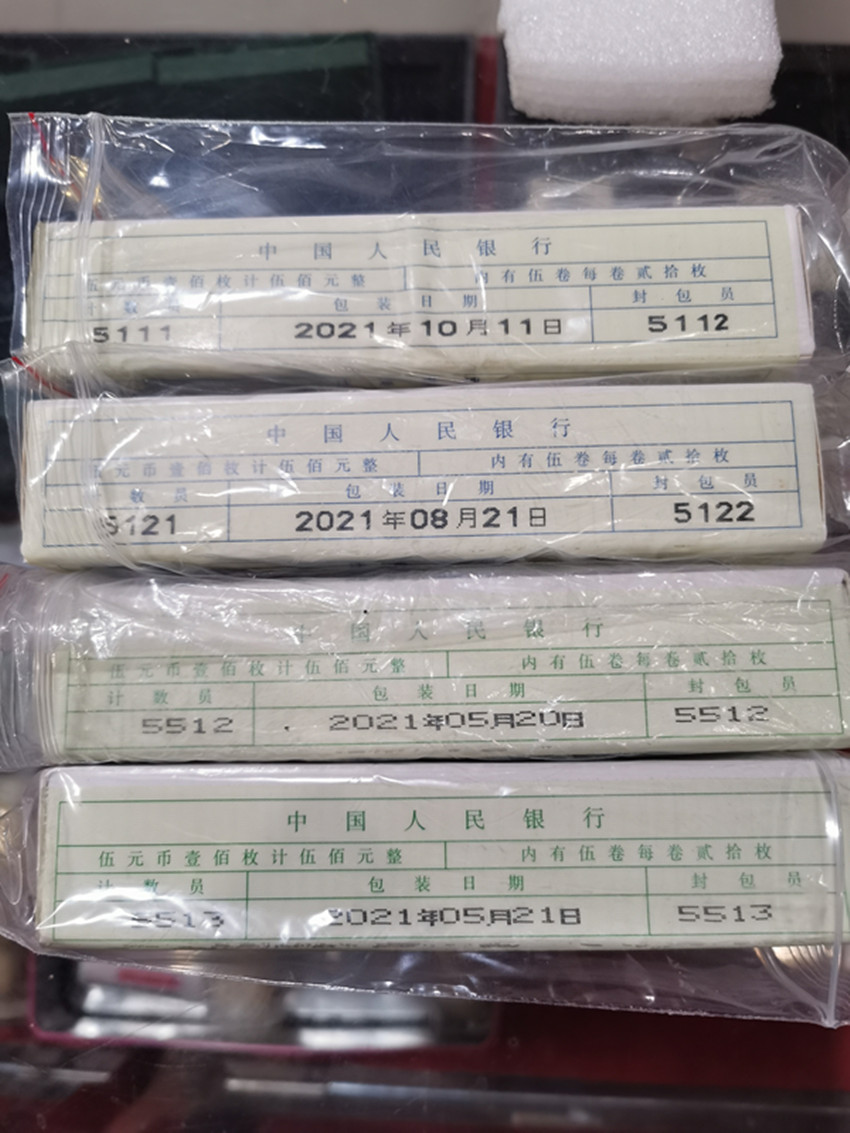 中国人民银行
元币壹佰枚计伍佰元整 内有伍卷每卷贰拾枚
数员 包装日期 封包员
5111 2021年10月11日 5112
中国人民银行
元币壹佰枚计伍佰元整 内有伍卷每卷贰拾枚
数员 包装日期 封包员
5121 2021年08月21日 5122
中国人民银行
伍元币壹佰枚计伍佰元整 内有伍卷每卷贰拾枚
计数员 包装日期 封包员
5512 2021年05月20日 5512
中国人民银行
伍元币壹佰枚计伍佰元整 内有伍卷每卷贰拾枚
计数员 包装日期 封包员
5513 2021年05月21日 5513